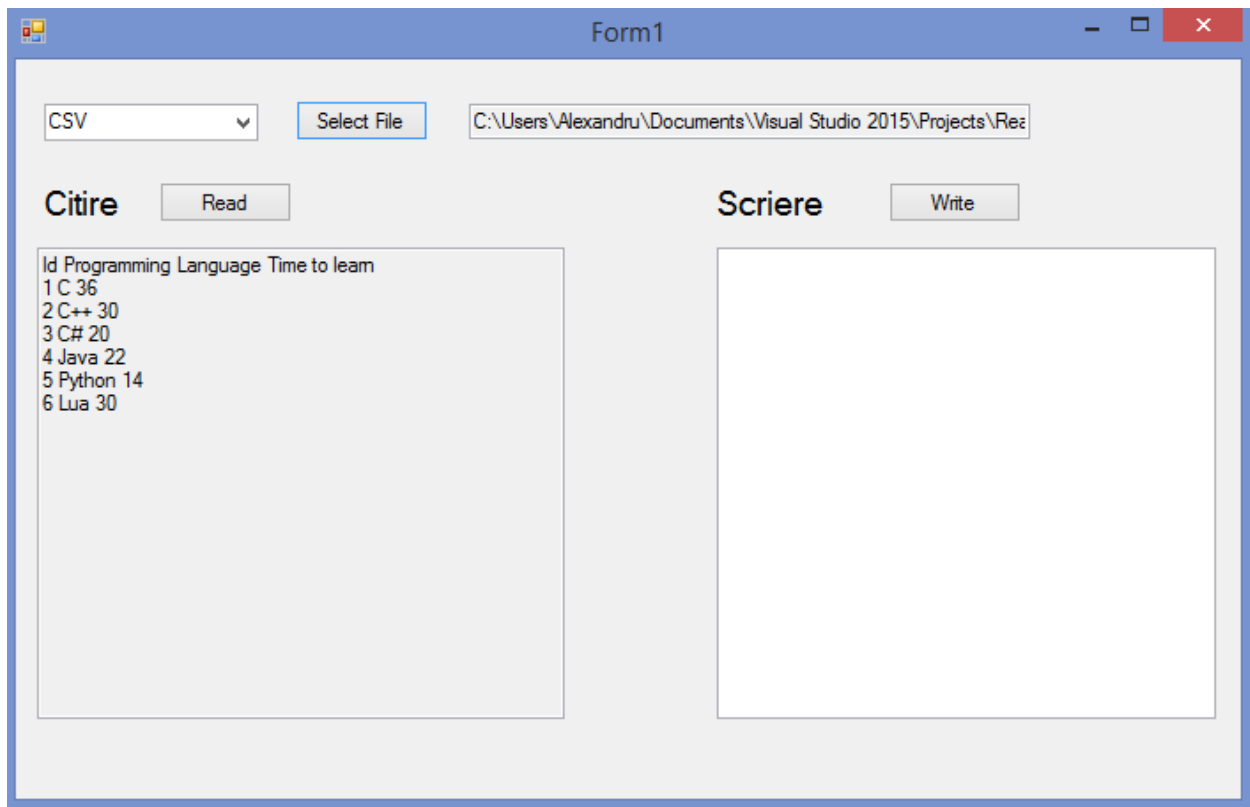 Form1
CSV
Select File
C:\Users\Alexandru\Documents\Visual Studio 2015\Projects\Rea
Citire
Read
Scriere
Write
Id Programming Language Time to learn
1 C 36
2 C++ 30
3 C# 20
4 Java 22
5 Python 14
6 Lua 30